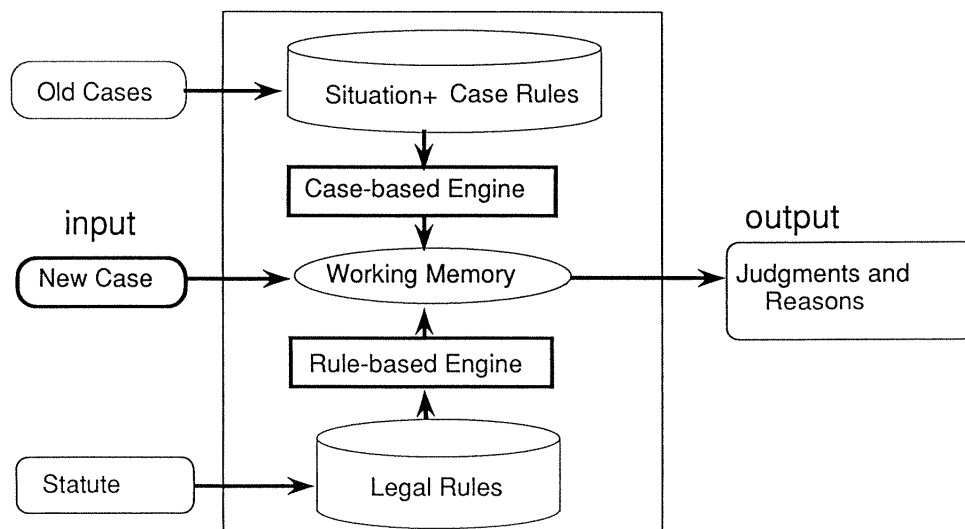 Old Cases
Situation+ Case Rules
Case-based Engine
input
output
New Case
Working Memory
Judgments and
Reasons
Rule-based Engine
Statute
Legal Rules